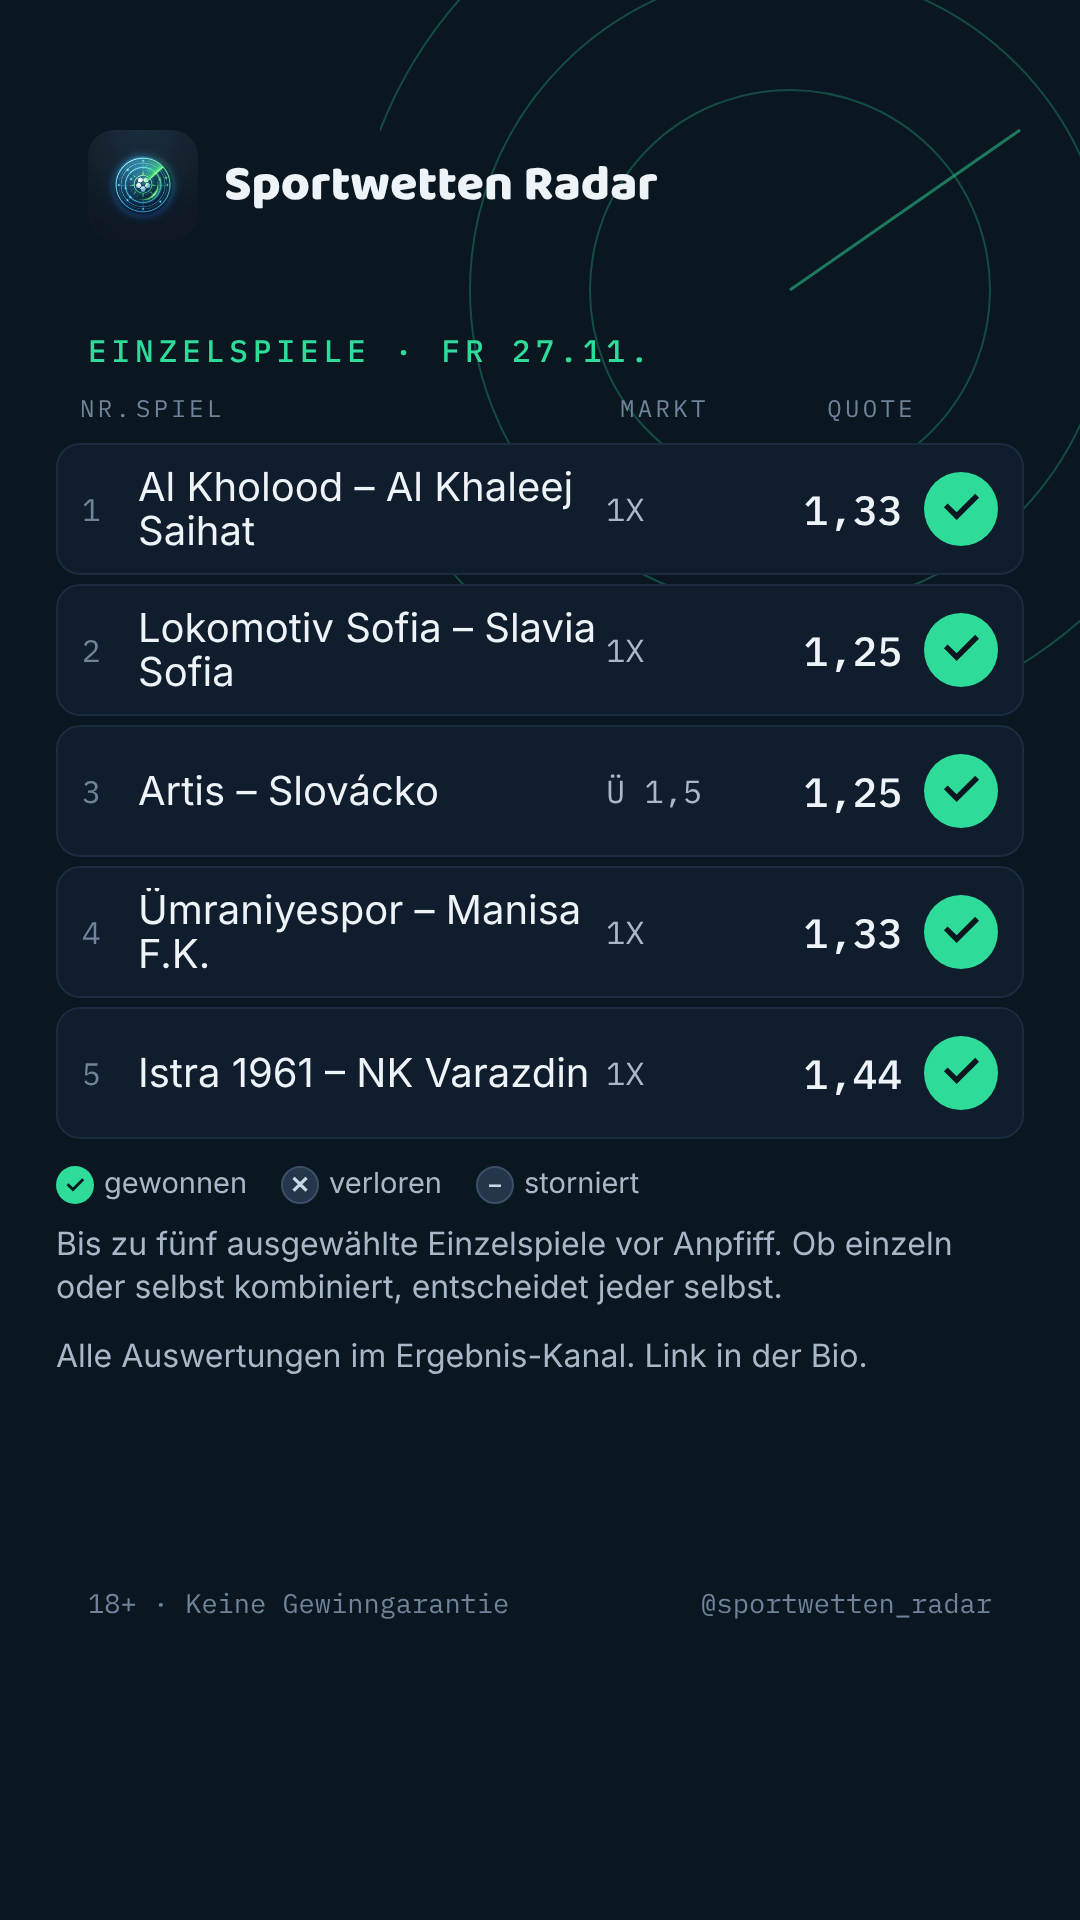 Sportwetten Radar
EINZELSPIELE · FR 27.11.
NR. SPIEL MARKT QUOTE
1 Al Kholood – Al Khaleej Saihat 1X 1,33
2 Lokomotiv Sofia – Slavia Sofia 1X 1,25
3 Artis – Slovácko Ü 1,5 1,25
4 Ümraniyespor – Manisa F.K. 1X 1,33
5 Istra 1961 – NK Varazdin 1X 1,44
gewonnen verloren storniert
Bis zu fünf ausgewählte Einzelspiele vor Anpfiff. Ob einzeln
oder selbst kombiniert, entscheidet jeder selbst.
Alle Auswertungen im Ergebnis-Kanal. Link in der Bio.
18+ · Keine Gewinngarantie @sportwetten_radar